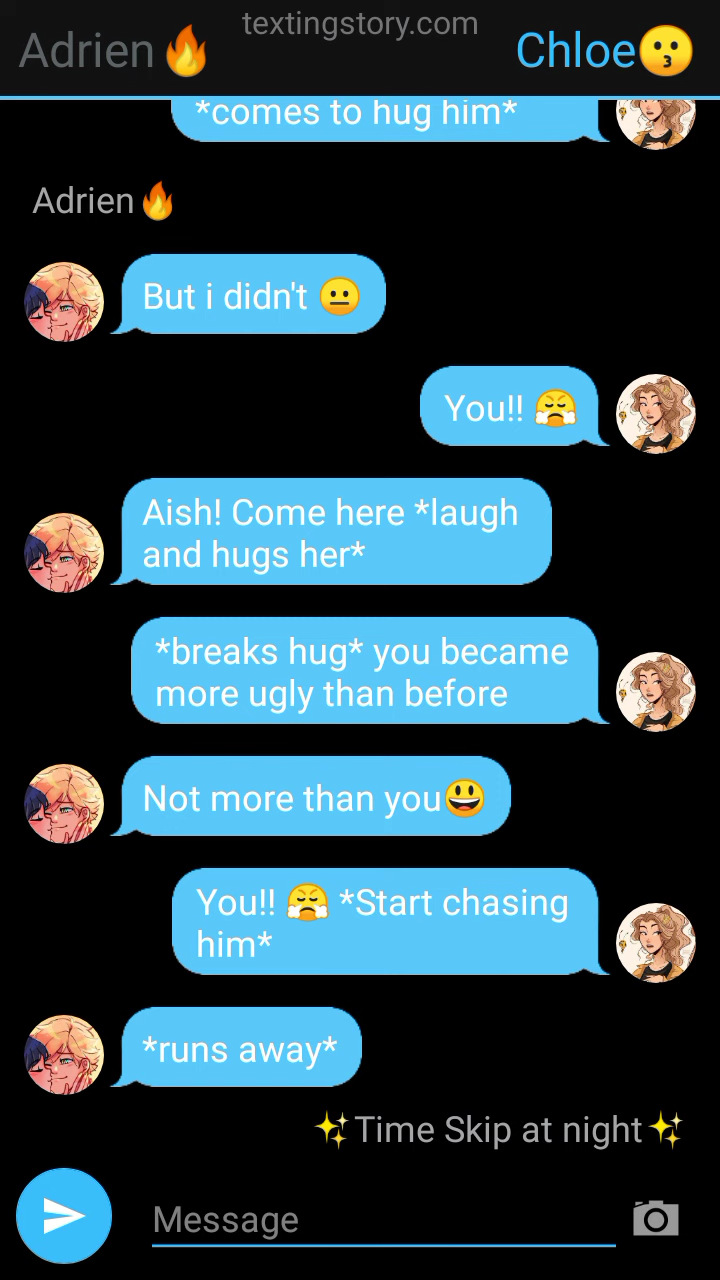 textingstory.com
Adrien🔥 Chloe😗
*comes to hug him*
Adrien🔥
But i didn't 😐
You!! 😤
Aish! Come here *laugh
and hugs her*
*breaks hug* you became
more ugly than before
Not more than you😃
You!! 😤 *Start chasing
him*
*runs away*
✨Time Skip at night✨
Message